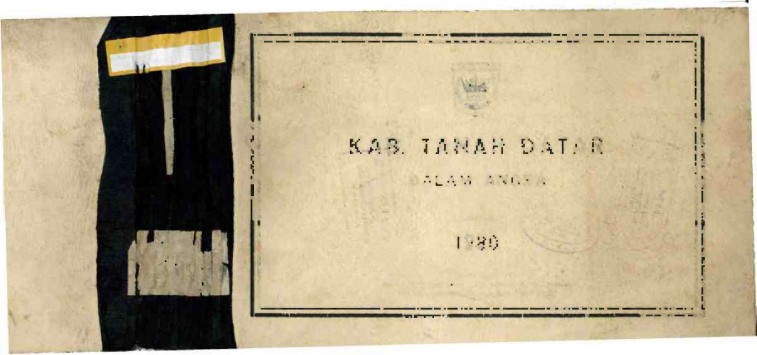 KAB. TANAH DATAR
DALAM ANGKA
1980